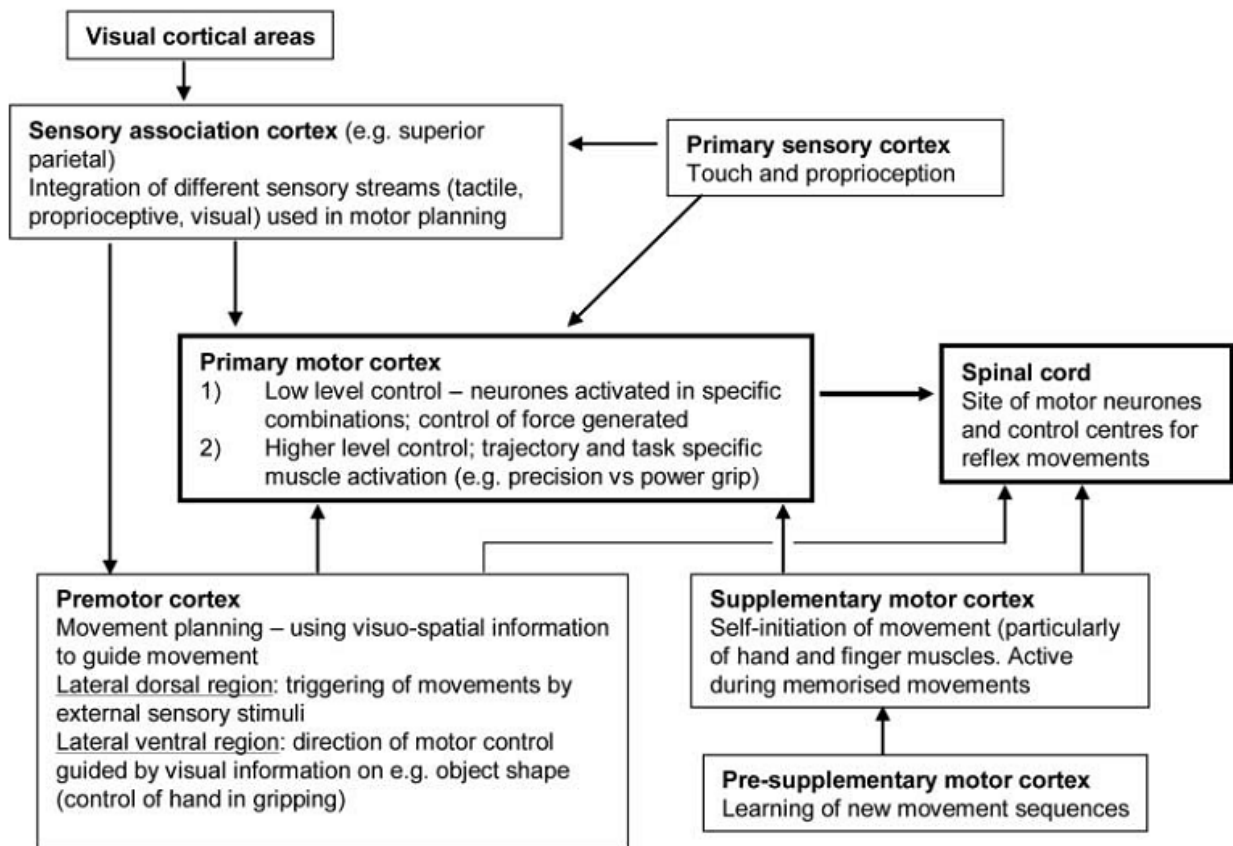 Visual cortical areas
Sensory association cortex (e.g. superior
parietal)
Integration of different sensory streams (tactile,
proprioceptive, visual) used in motor planning
Primary sensory cortex
Touch and proprioception
Primary motor cortex
1) Low level control – neurones activated in specific
combinations; control of force generated
2) Higher level control; trajectory and task specific
muscle activation (e.g. precision vs power grip)
Spinal cord
Site of motor neurones
and control centres for
reflex movements
Premotor cortex
Movement planning – using visuo-spatial information
to guide movement
Lateral dorsal region: triggering of movements by
external sensory stimuli
Lateral ventral region: direction of motor control
guided by visual information on e.g. object shape
(control of hand in gripping)
Supplementary motor cortex
Self-initiation of movement (particularly
of hand and finger muscles. Active
during memorised movements
Pre-supplementary motor cortex
Learning of new movement sequences